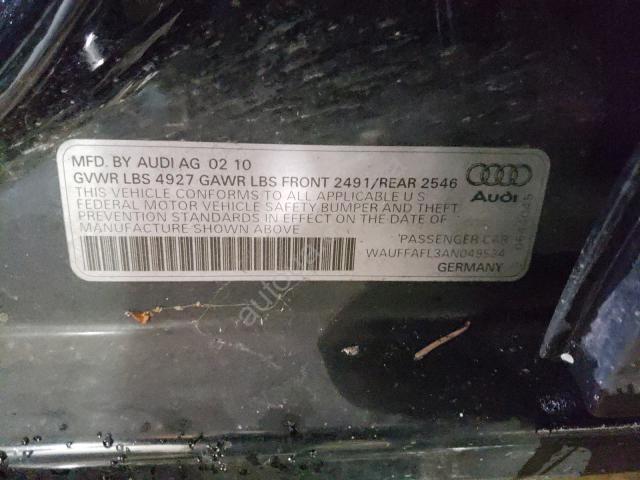 MFD. BY AUDI AG 02 10
GVWR LBS 4927 GAWR LBS FRONT 2491/REAR 2546
THIS VEHICLE CONFORMS TO ALL APPLICABLE U S
FEDERAL MOTOR VEHICLE SAFETY, BUMPER AND THEFT
PREVENTION STANDARDS IN EFFECT ON THE DATE OF
MANUFACTURE SHOWN ABOVE
Audi
PASSENGER CAR
WAUFFAFL3AN049534
GERMANY